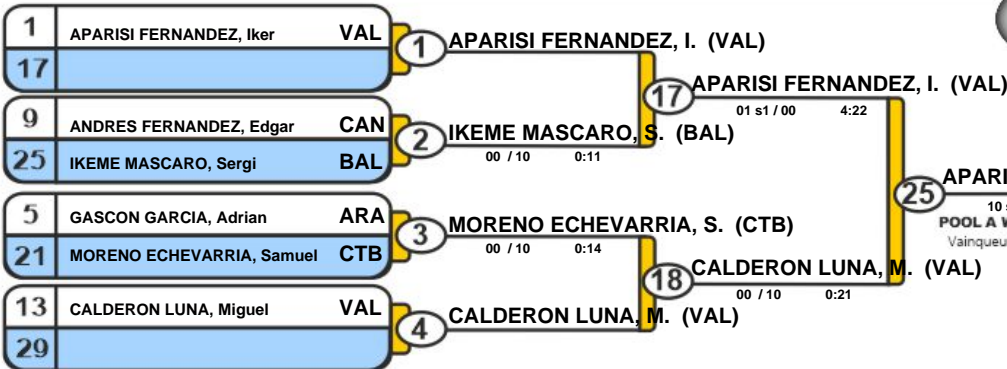 1 APARISI FERNANDEZ, Iker VAL
17
9 ANDRES FERNANDEZ, Edgar CAN
25 IKEME MASCARO, Sergi BAL
5 GASCON GARCIA, Adrian ARA
21 MORENO ECHEVARRIA, Samuel CTB
13 CALDERON LUNA, Miguel VAL
29
1 APARISI FERNANDEZ, I. (VAL)
2 IKEME MASCARO, S. (BAL)
00 / 10 0:11
3 MORENO ECHEVARRIA, S. (CTB)
00 / 10 0:14
4 CALDERON LUNA, M. (VAL)
17 APARISI FERNANDEZ, I. (VAL)
01 s1 / 00 4:22
18 CALDERON LUNA, M. (VAL)
00 / 10 0:21
25 APARI
10 s
POOL A W
Vainqueu